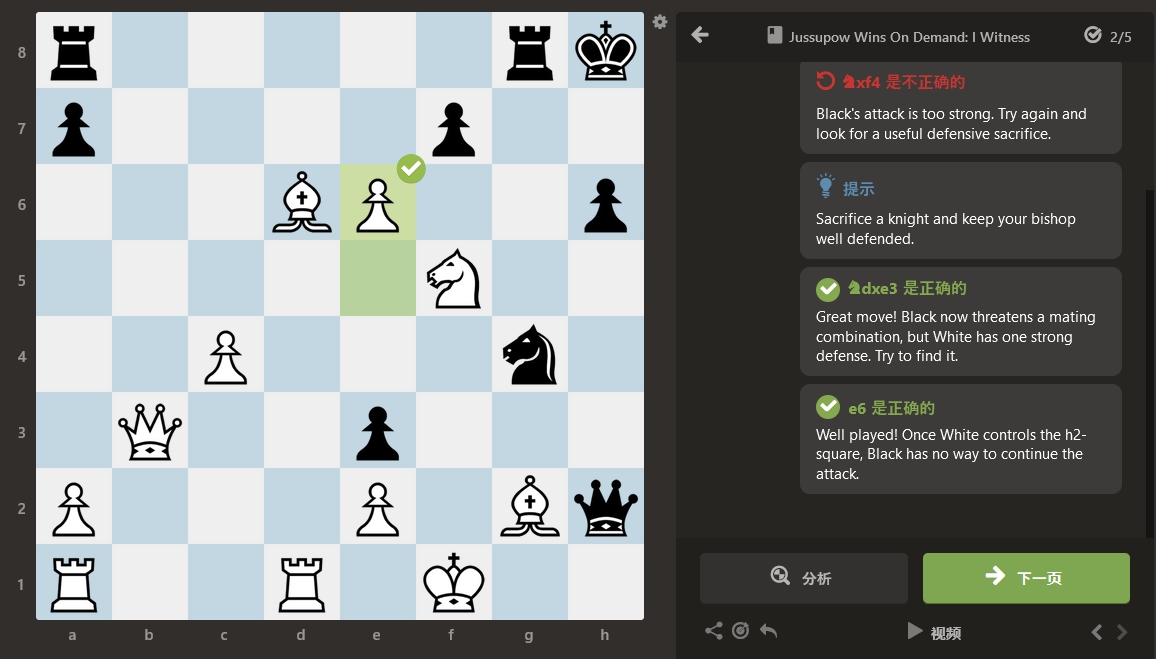 8
7
6
5
4
3
2
1
a b c d e f g h
Jussupow Wins On Demand: I Witness
2/5
♞xf4 是不正确的
Black's attack is too strong. Try again and
look for a useful defensive sacrifice.
提示
Sacrifice a knight and keep your bishop
well defended.
♞dxe3 是正确的
Great move! Black now threatens a mating
combination, but White has one strong
defense. Try to find it.
e6 是正确的
Well played! Once White controls the h2-
square, Black has no way to continue the
attack.
分析
下一页
视频